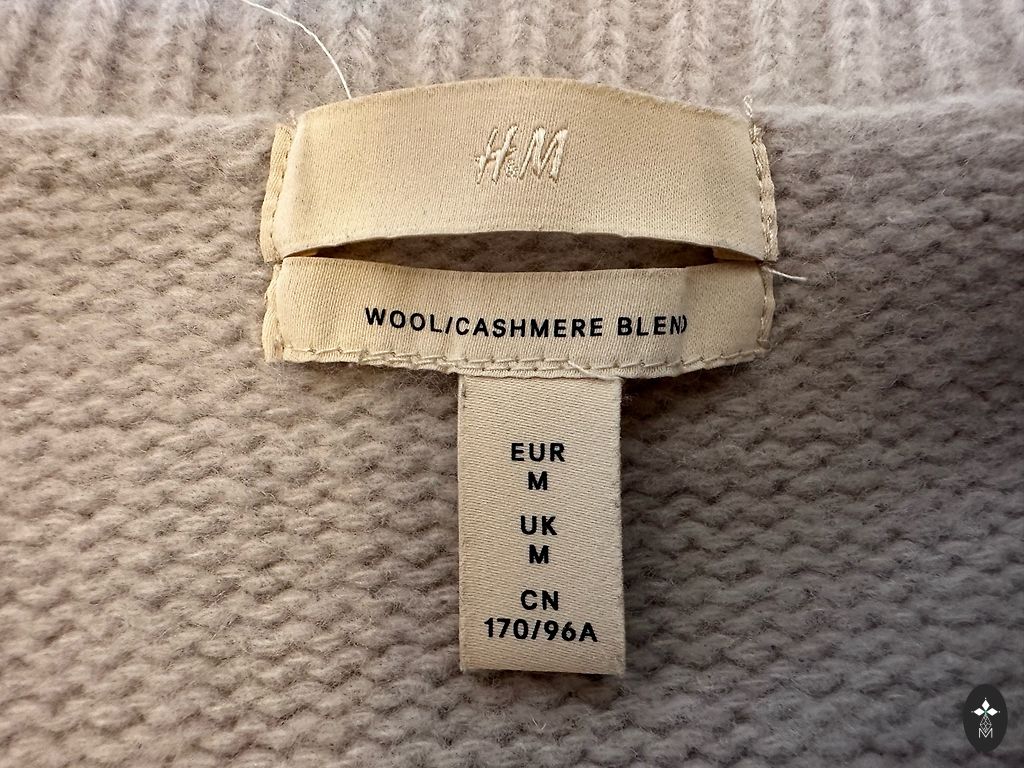 H&M
WOOL/CASHMERE BLEND
EUR
M
UK
M
CN
170/96A
M